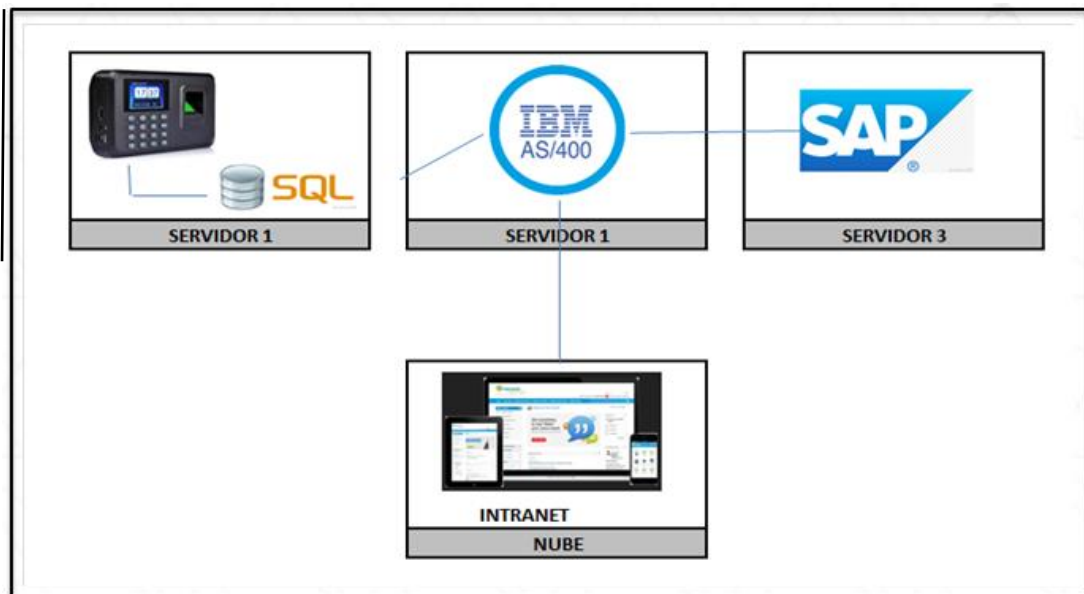 IBM
AS/400
SAP
®
SQL
SERVIDOR 1
SERVIDOR 1
SERVIDOR 3
INTRANET
NUBE